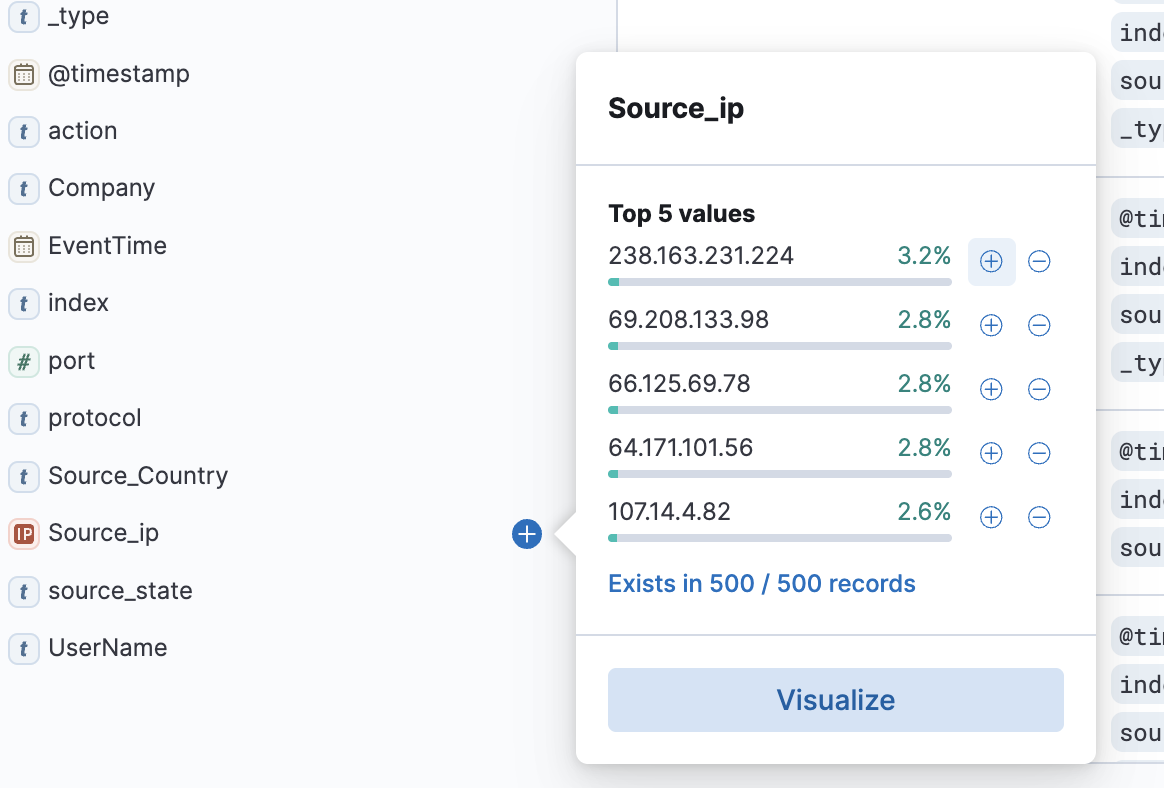 _type
@timestamp
action
Company
EventTime
index
port
protocol
Source_Country
Source_ip
source_state
UserName
Source_ip
Top 5 values
238.163.231.224 3.2%
69.208.133.98 2.8%
66.125.69.78 2.8%
64.171.101.56 2.8%
107.14.4.82 2.6%
Exists in 500 / 500 records
Visualize